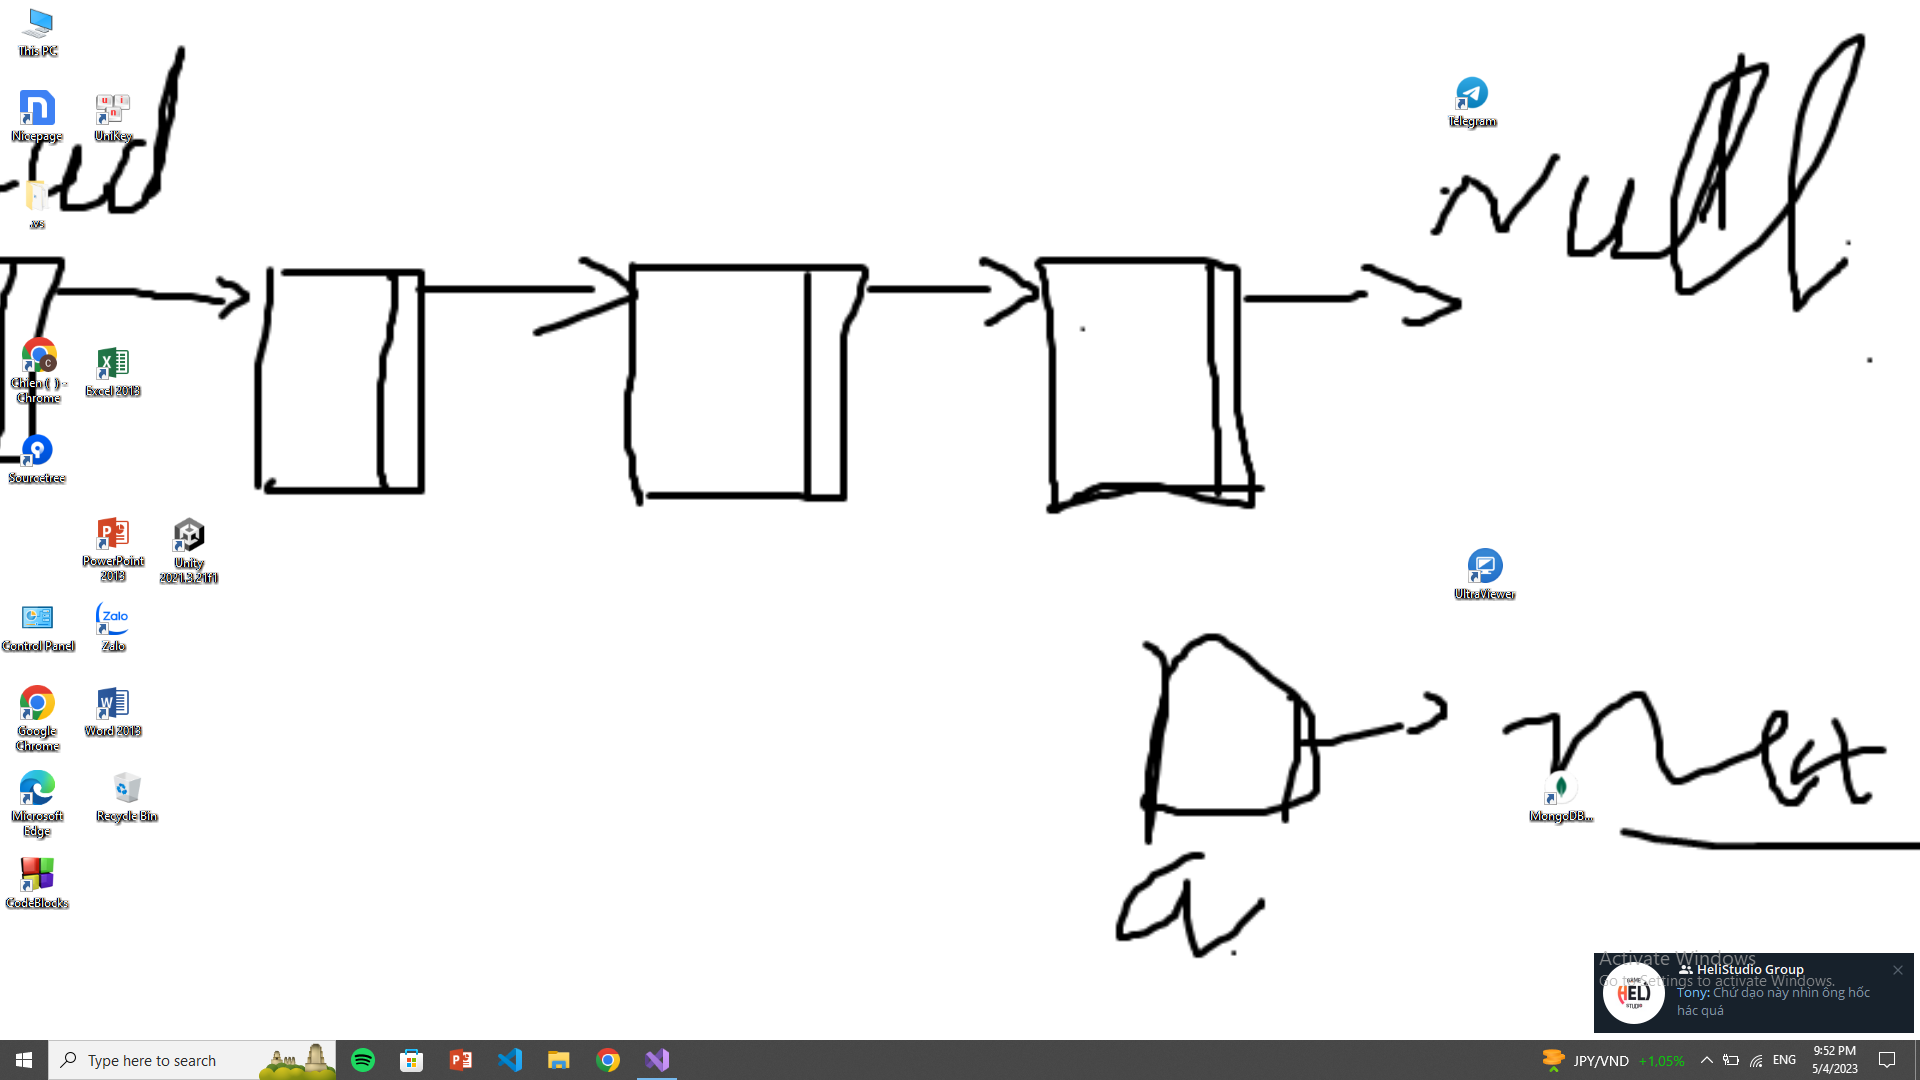 This PC
Nicepage
UniKey
.vs
Chien ( ) -
Chrome
Excel 2013
Sourcetree
PowerPoint
2013
Unity
2021.3.21f1
Control Panel
Zalo
Google
Chrome
Word 2013
Microsoft
Edge
Recycle Bin
CodeBlocks
Telegram
null
UltraViewer
MongoDB...
a
Activate Windows
Go to Settings to activate Windows.
HeliStudio Group
Tony: Chứ dạo này nhìn ông hốc
hác quá
Type here to search
JPY/VND +1,05%
ENG
9:52 PM
5/4/2023